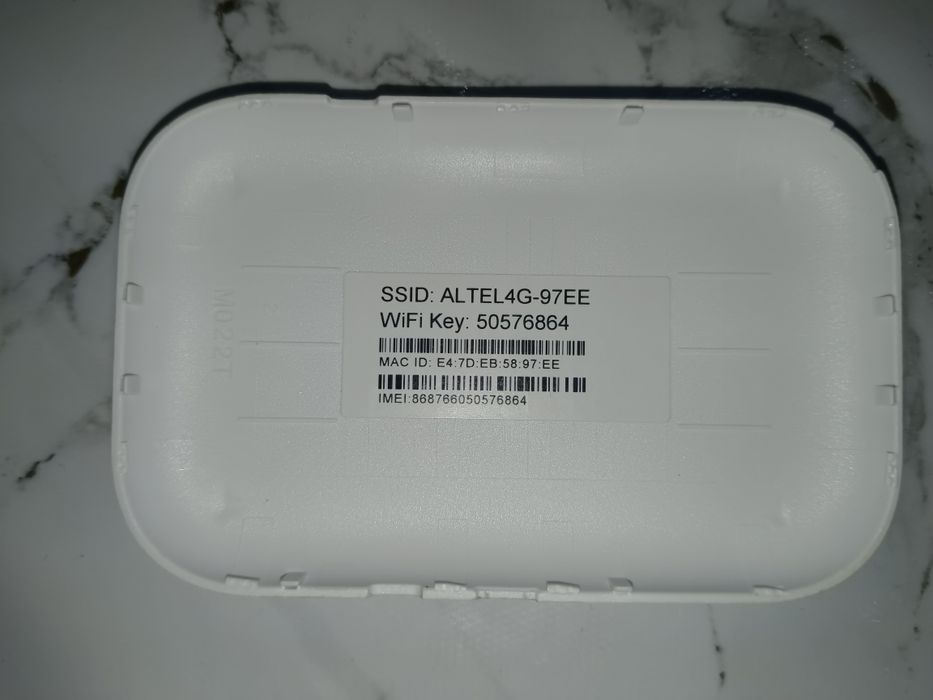 SSID: ALTEL4G-97EE
WiFi Key: 50576864
MAC ID: E4:7D:EB:58:97:EE
IMEI:868766050576864